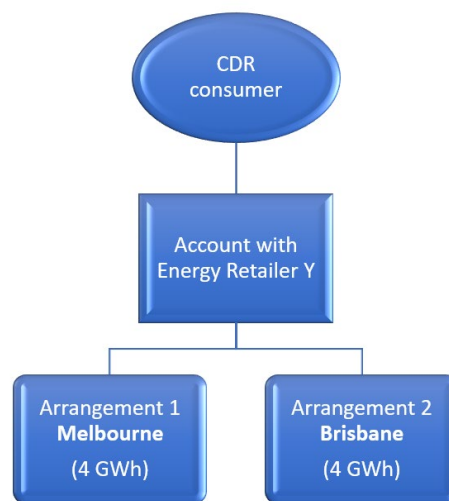 CDR
consumer
Account with
Energy Retailer Y
Arrangement 1
Melbourne
(4 GWh)
Arrangement 2
Brisbane
(4 GWh)